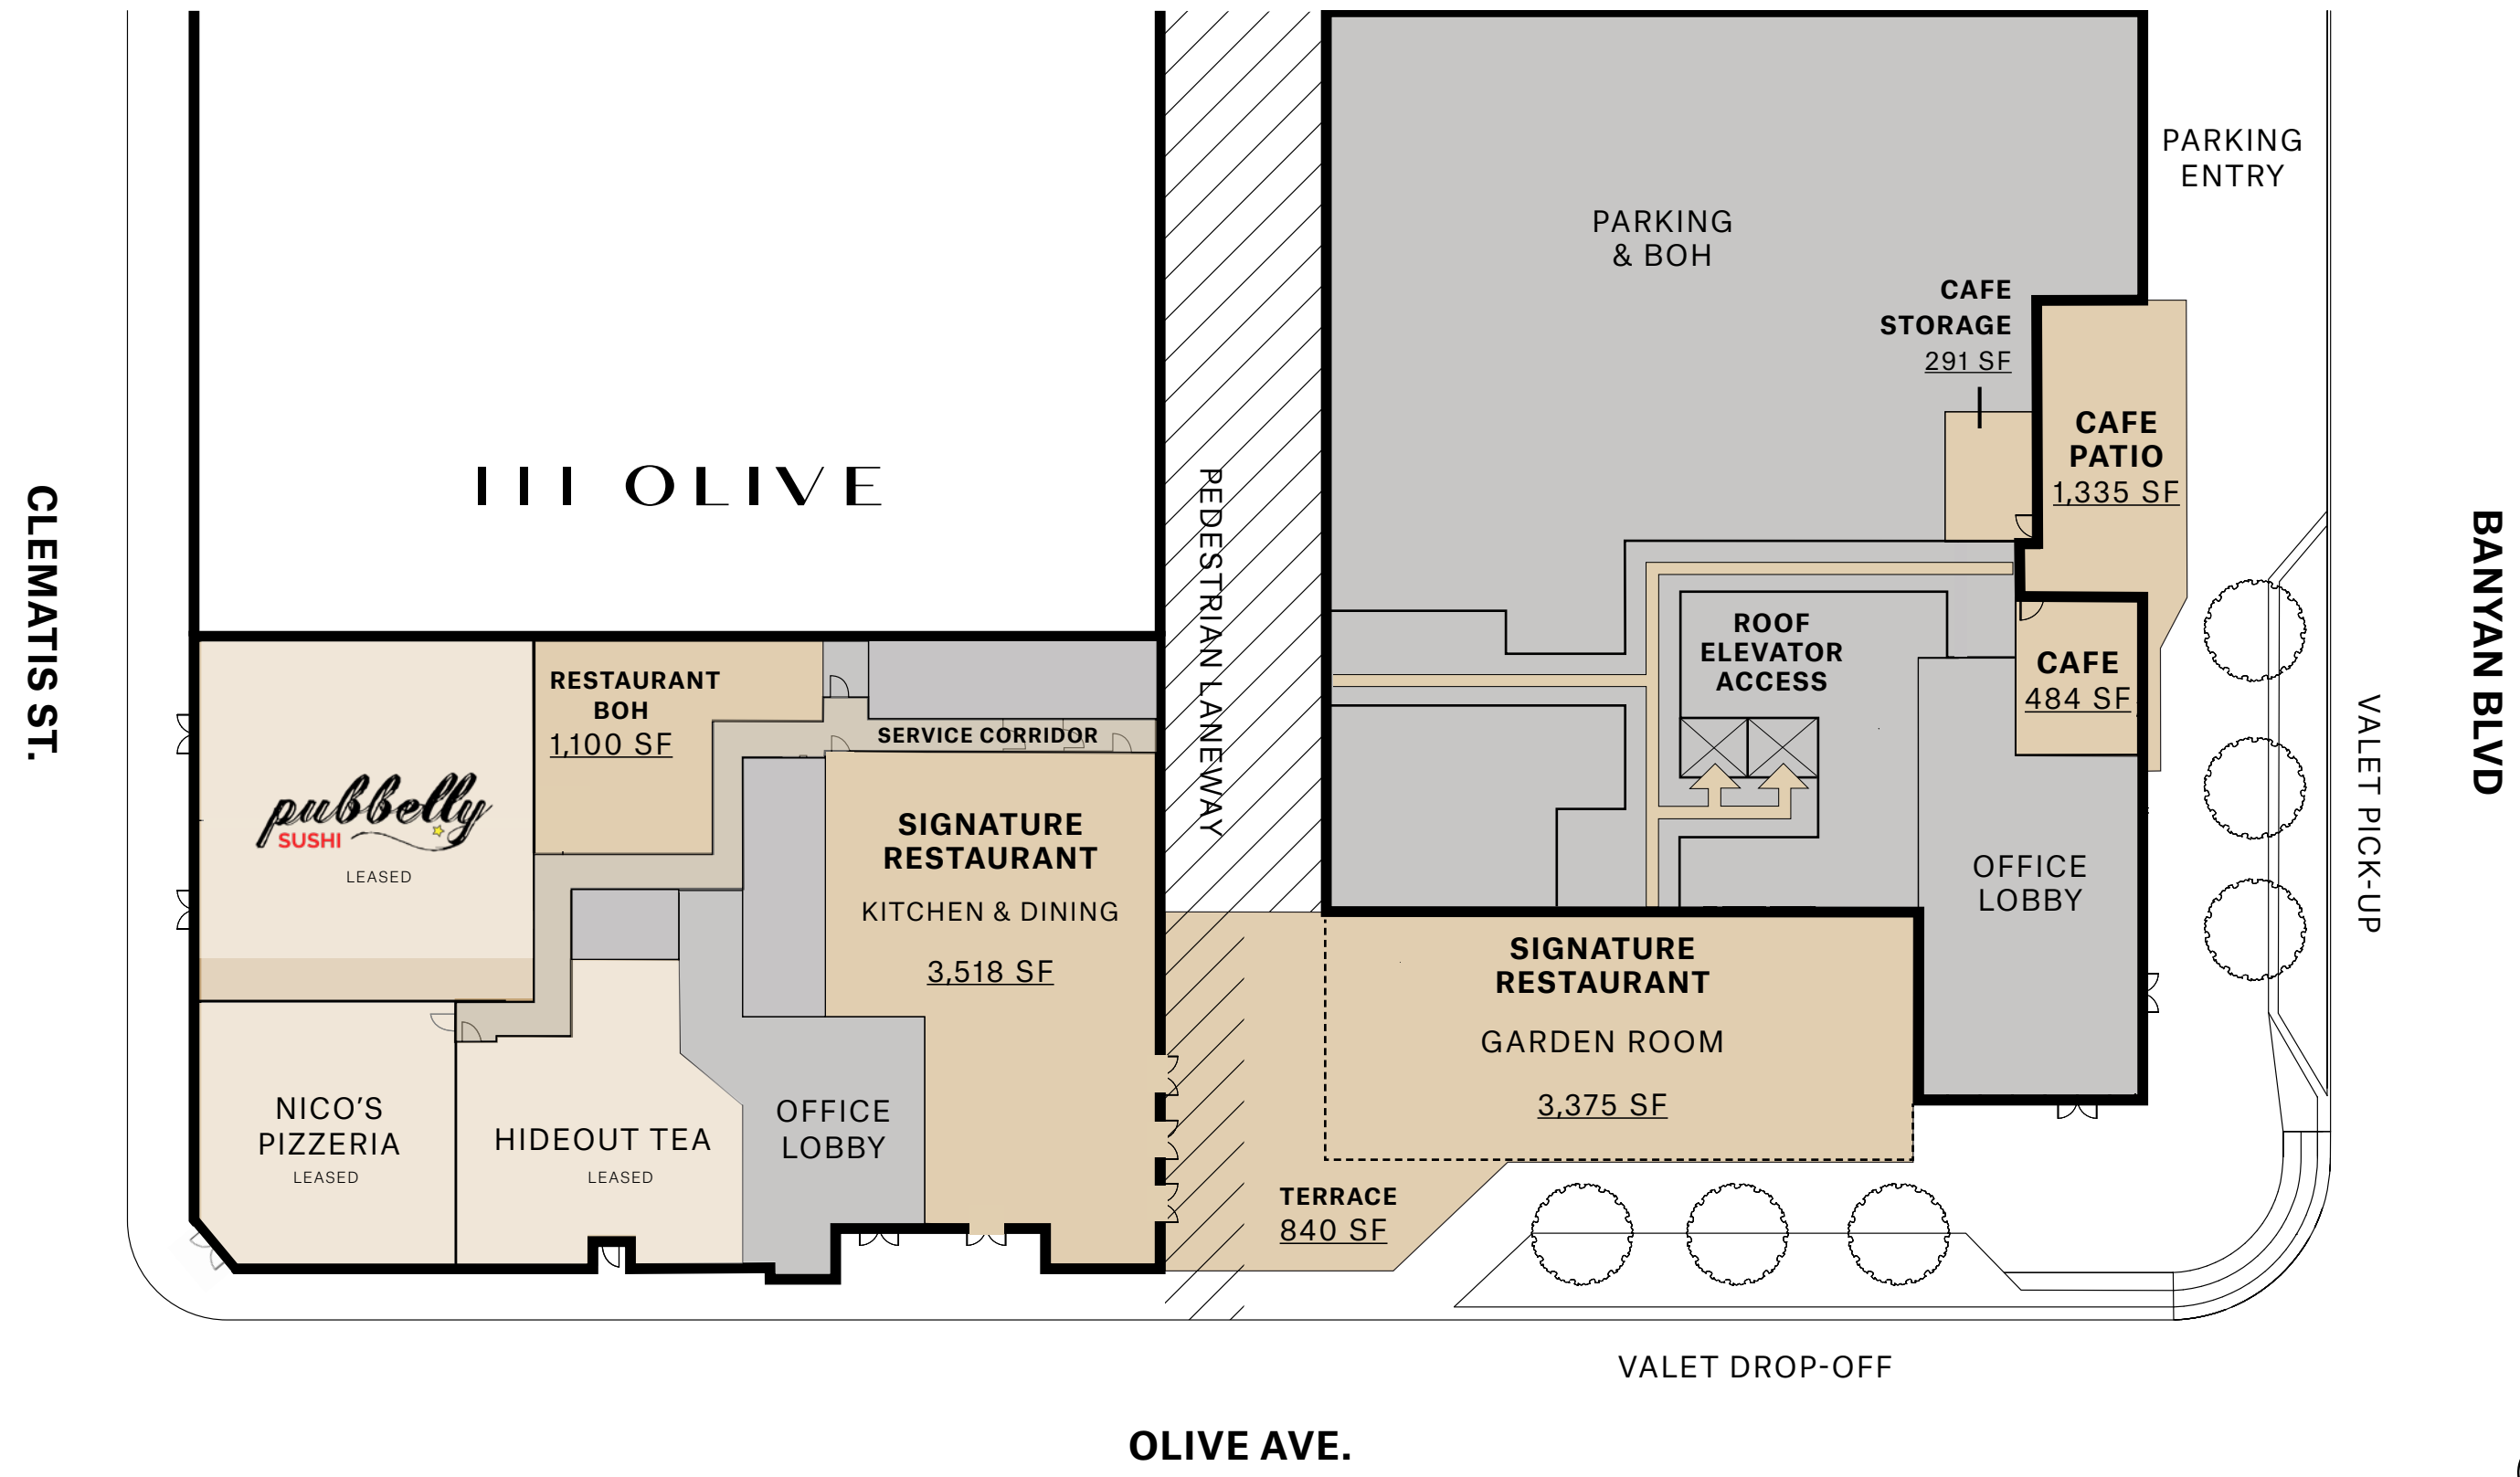 PARKING
ENTRY
PARKING
& BOH
CAFE
STORAGE
291 SF
CAFE
PATIO
1,335 SF
III OLIVE
CLEMATIS ST.
PEDESTRIAN LANEWAY
BANYAN BLVD
ROOF
ELEVATOR
ACCESS
CAFE
484 SF
VALET PICK-UP
RESTAURANT
BOH
1,100 SF
SERVICE CORRIDOR
pubbelly
SUSHI
LEASED
SIGNATURE
RESTAURANT
KITCHEN & DINING
3,518 SF
OFFICE
LOBBY
SIGNATURE
RESTAURANT
GARDEN ROOM
3,375 SF
NICO’S
PIZZERIA
LEASED
HIDEOUT TEA
LEASED
OFFICE
LOBBY
TERRACE
840 SF
VALET DROP-OFF
OLIVE AVE.